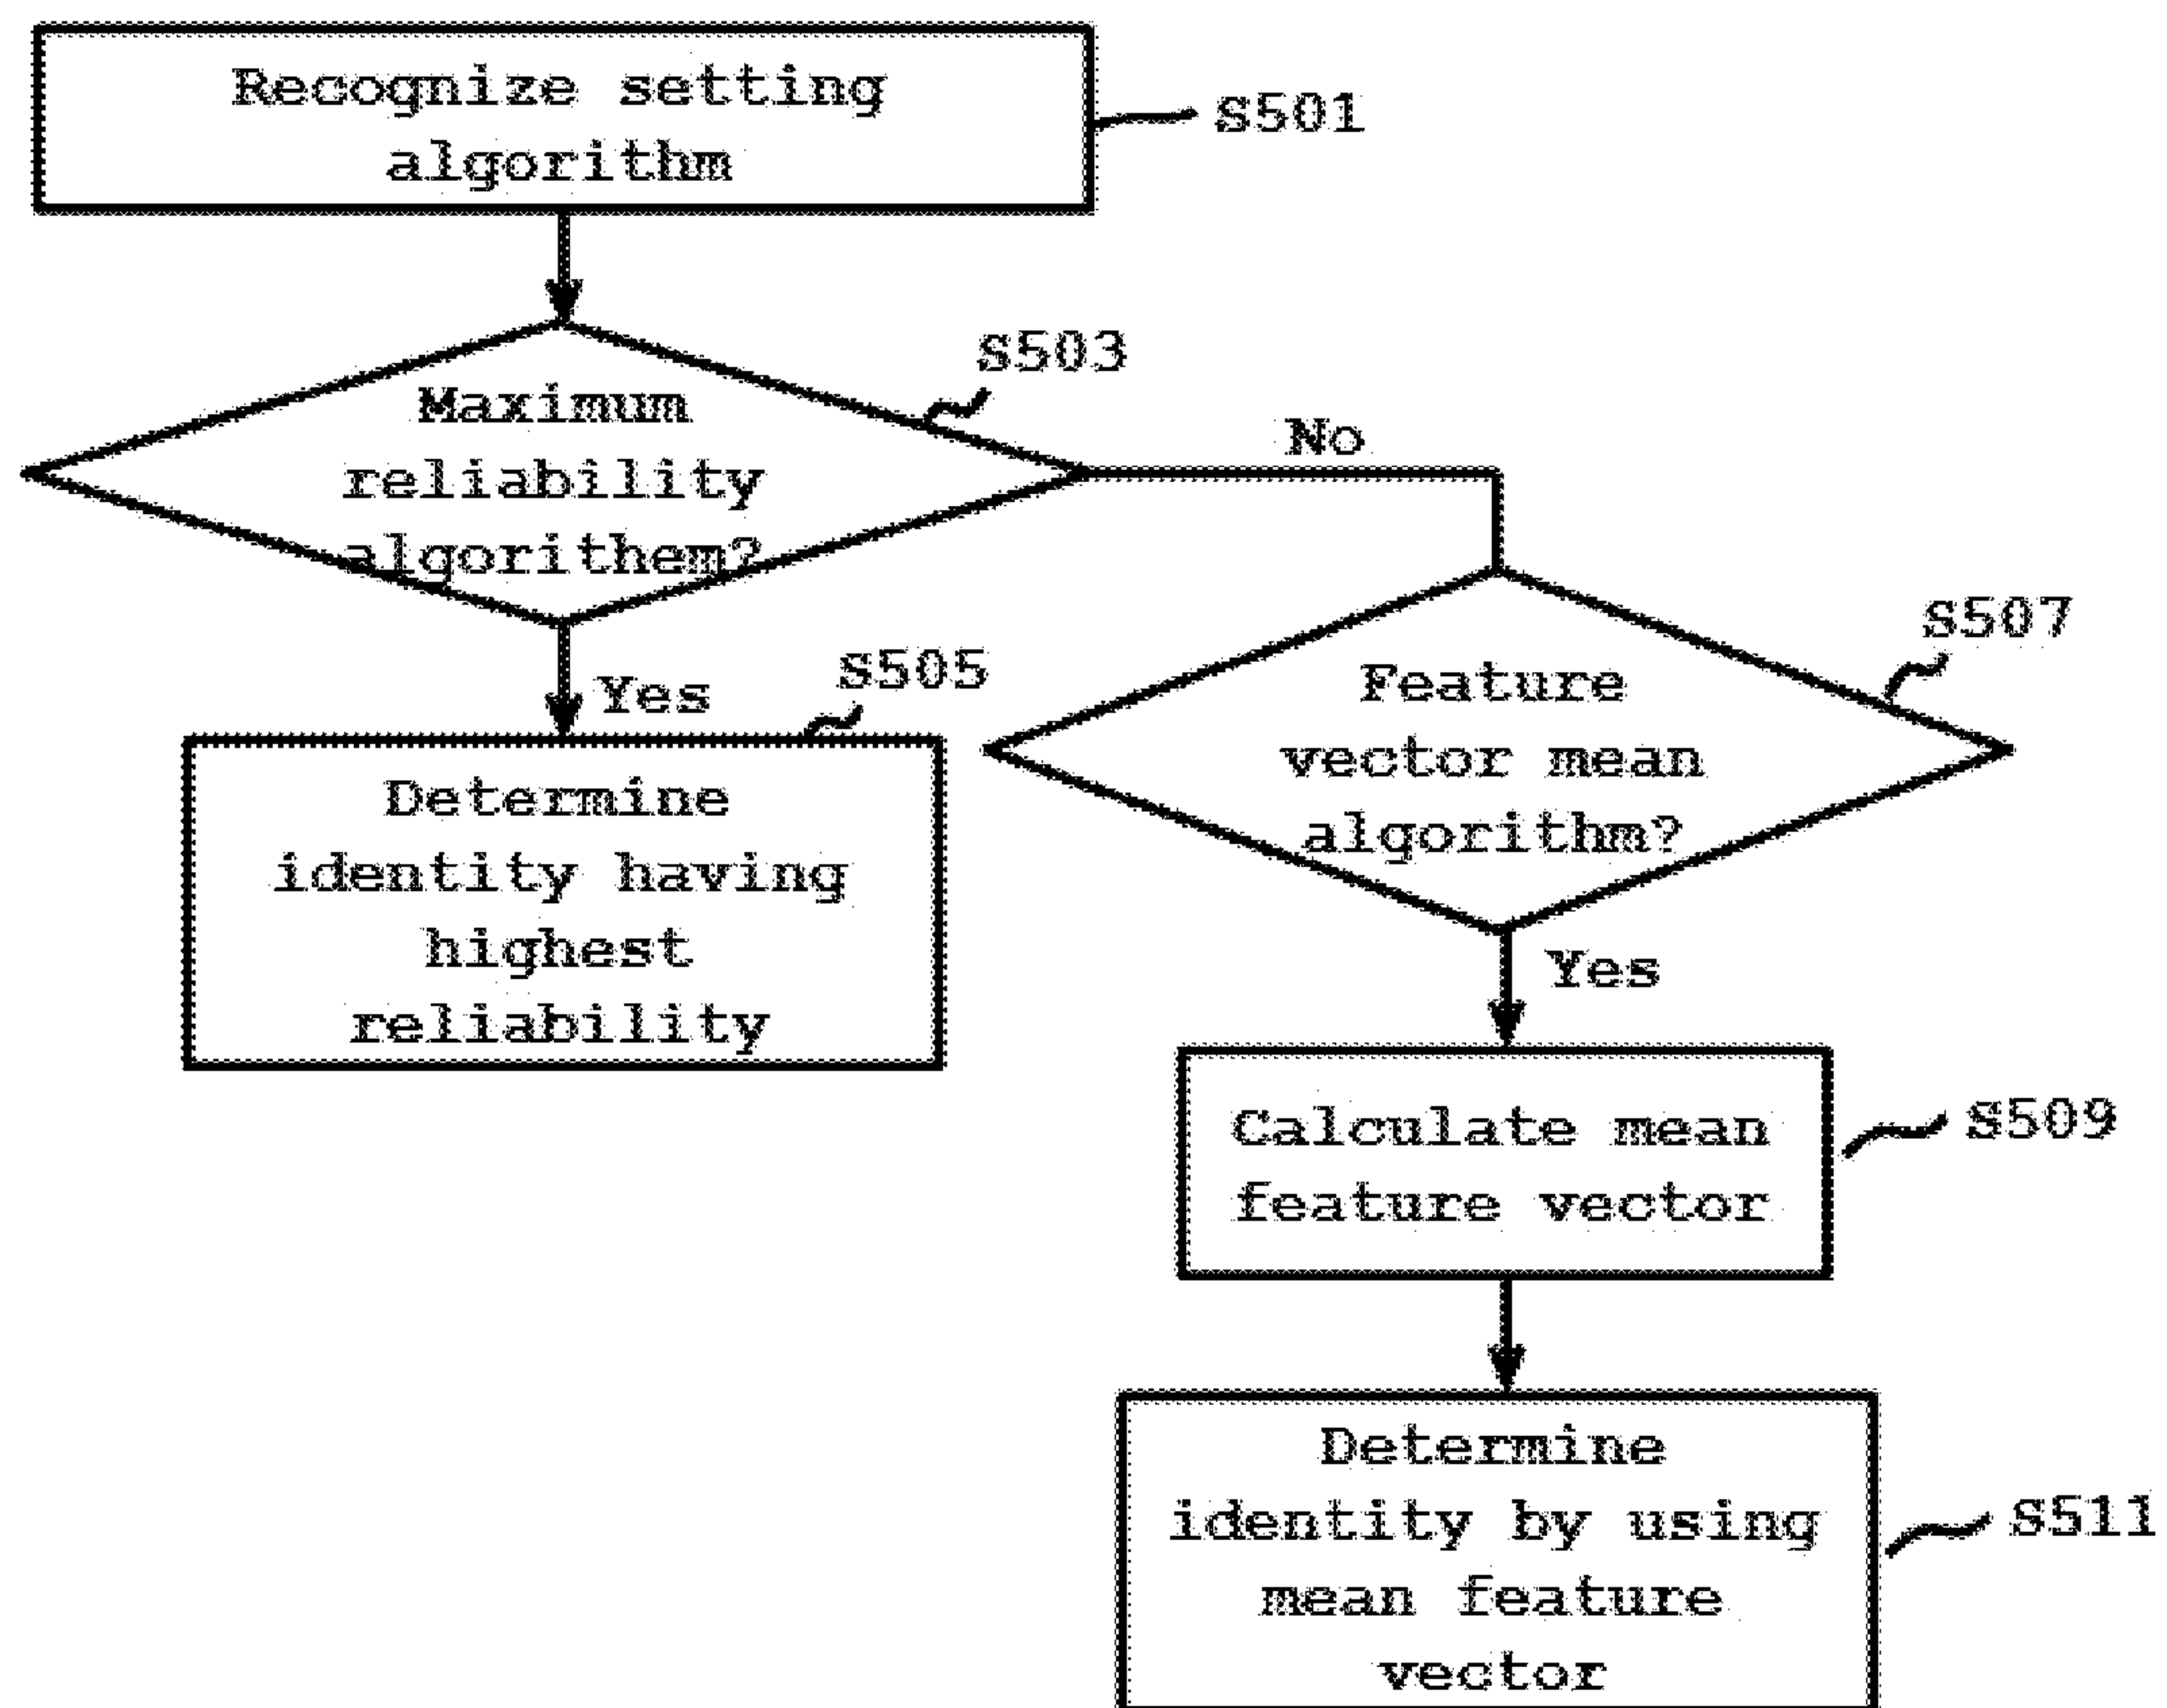 Recognize setting
algorithm
S501
S503
Maximum
reliability
algorithem?
No
Yes
S505
Determine
identity having
highest
reliability
S507
Feature
vector mean
algorithm?
Yes
Calculate mean
feature vector
S509
Determine
identity by using
mean feature
vector
S511